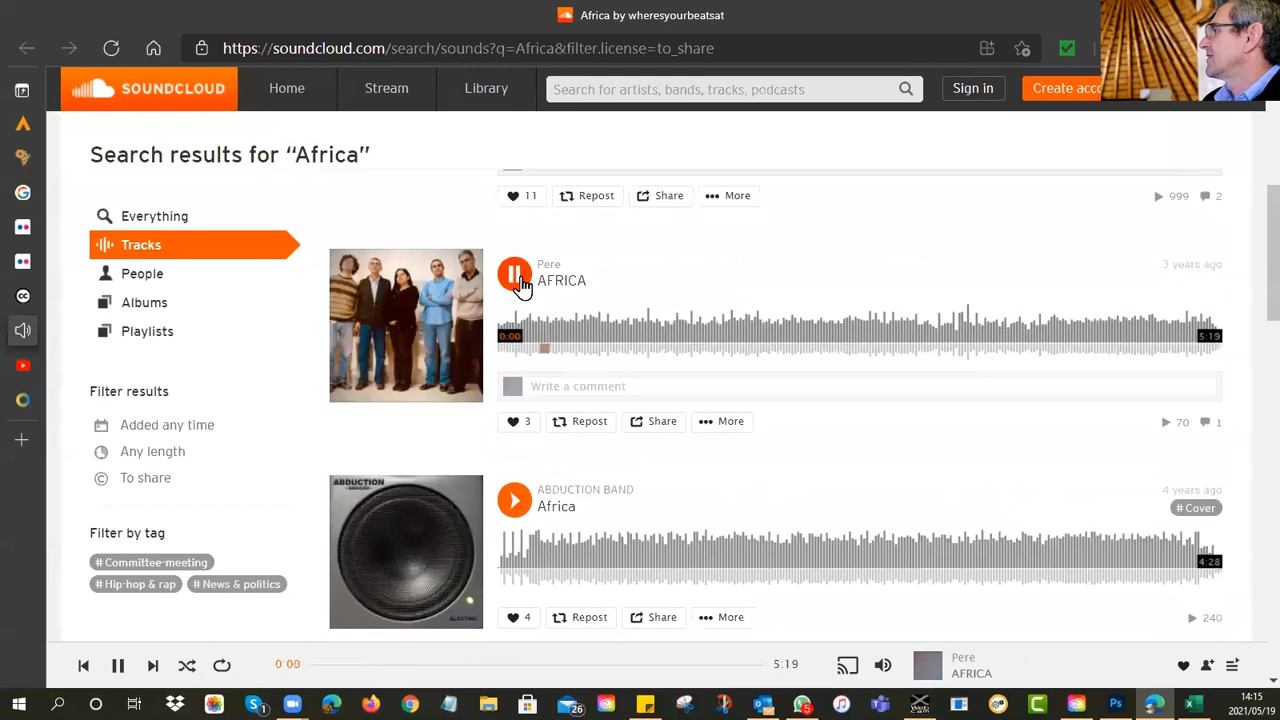 Africa by wheresyourbeatsat
https://soundcloud.com/search/sounds?q=Africa&filter.license=to_share
SOUNDCLOUD
Home
Stream
Library
Search for artists, bands, tracks, podcasts
Sign in
Create acco
Search results for “Africa”
11
Repost
Share
More
999
2
Everything
Tracks
People
Albums
Playlists
Filter results
Added any time
Any length
To share
Filter by tag
# Committee-meeting
# Hip-hop & rap
# News & politics
Pere
3 years ago
AFRICA
0:00
5:19
Write a comment
3
Repost
Share
More
70
1
ABDUCTION
ELECTRIC
ABDUCTION BAND
4 years ago
Africa
# Cover
4:28
4
Repost
Share
More
240
0 00
5:19
Pere
AFRICA
1
26
5
14:15
2021/05/19